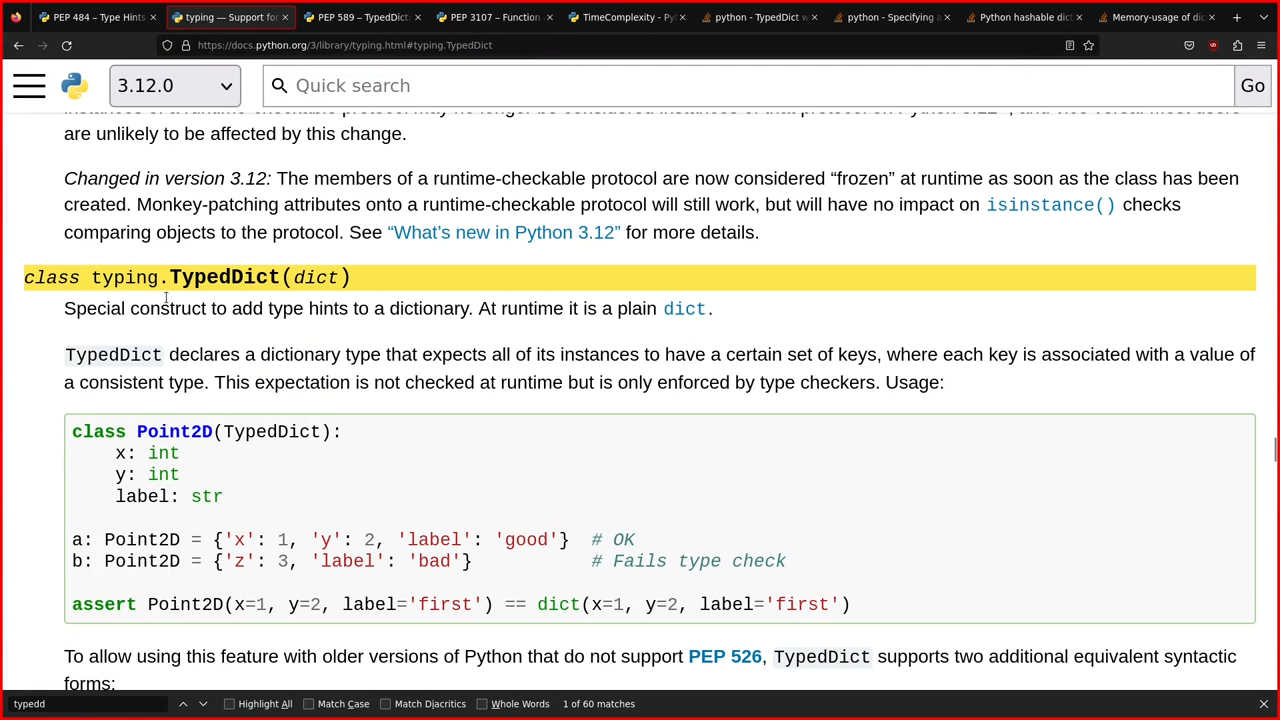 PEP 484 – Type Hints
typing — Support for
PEP 589 – TypedDict:
PEP 3107 – Function
TimeComplexity - Pyt
python - TypedDict w
python - Specifying a
Python hashable dict
Memory-usage of dic
https://docs.python.org/3/library/typing.html#typing.TypedDict
3.12.0
Quick search
Go
are unlikely to be affected by this change.
Changed in version 3.12: The members of a runtime-checkable protocol are now considered “frozen” at runtime as soon as the class has been
created. Monkey-patching attributes onto a runtime-checkable protocol will still work, but will have no impact on isinstance() checks
comparing objects to the protocol. See “What’s new in Python 3.12” for more details.
class typing.TypedDict(dict)
Special construct to add type hints to a dictionary. At runtime it is a plain dict.
TypedDict declares a dictionary type that expects all of its instances to have a certain set of keys, where each key is associated with a value of
a consistent type. This expectation is not checked at runtime but is only enforced by type checkers. Usage:
class Point2D(TypedDict):
    x: int
    y: int
    label: str
a: Point2D = {'x': 1, 'y': 2, 'label': 'good'}  # OK
b: Point2D = {'z': 3, 'label': 'bad'}           # Fails type check
assert Point2D(x=1, y=2, label='first') == dict(x=1, y=2, label='first')
To allow using this feature with older versions of Python that do not support PEP 526, TypedDict supports two additional equivalent syntactic
forms:
typedd
Highlight All
Match Case
Match Diacritics
Whole Words
1 of 60 matches